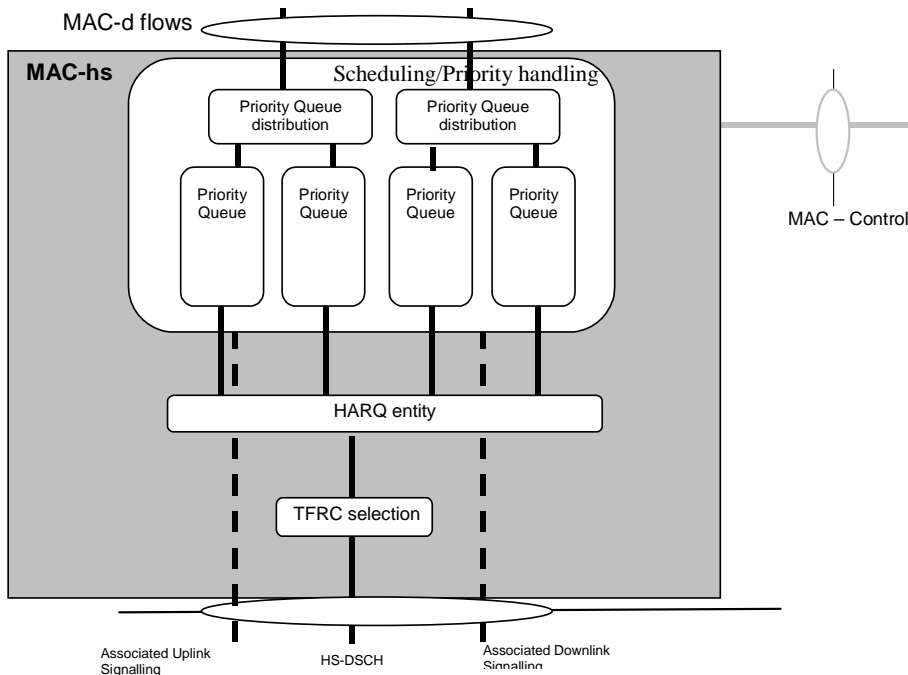 MAC-d flows
MAC-hs
Scheduling/Priority handling
Priority Queue
distribution
Priority Queue
distribution
Priority
Queue
Priority
Queue
Priority
Queue
Priority
Queue
MAC – Control
HARQ entity
TFRC selection
Associated Uplink
Signalling
HS-DSCH
Associated Downlink
Signalling